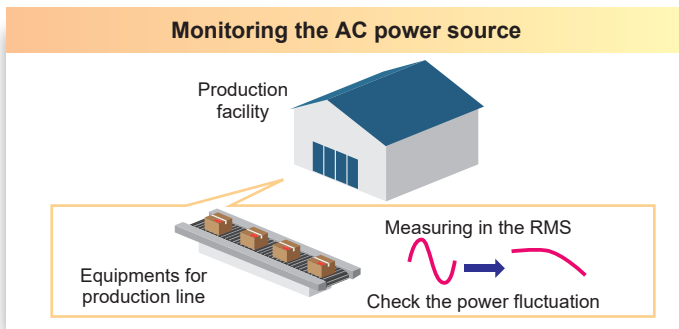 Monitoring the AC power source
Production
facility
Measuring in the RMS
Equipments for
production line
Check the power fluctuation